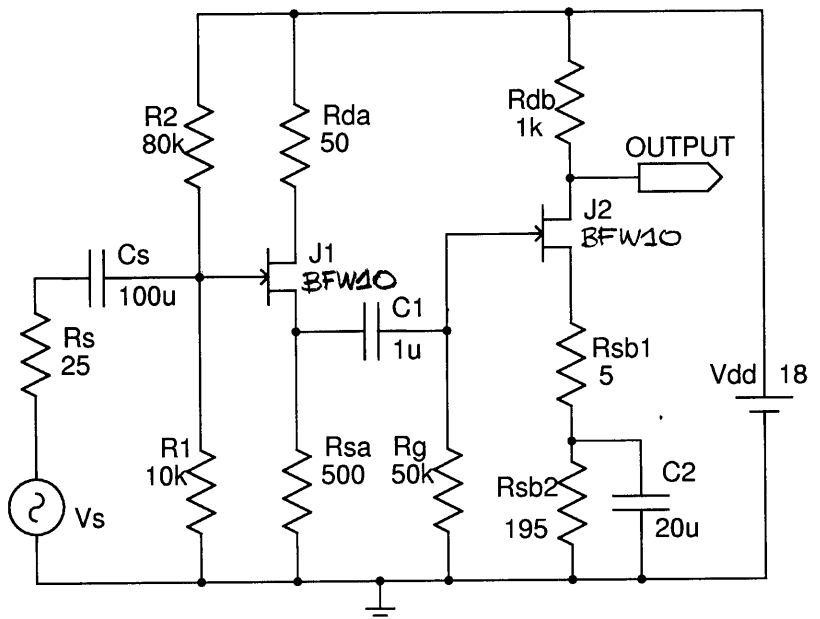 R2
80k
Rda
50
Rdb
1k
OUTPUT
J2
BFW10
J1
BFW10
Cs
100u
C1
1u
Rs
25
Rsb1
5
Vdd 18
R1
10k
Rsa
500
Rg
50k
Rsb2
195
C2
20u
Vs